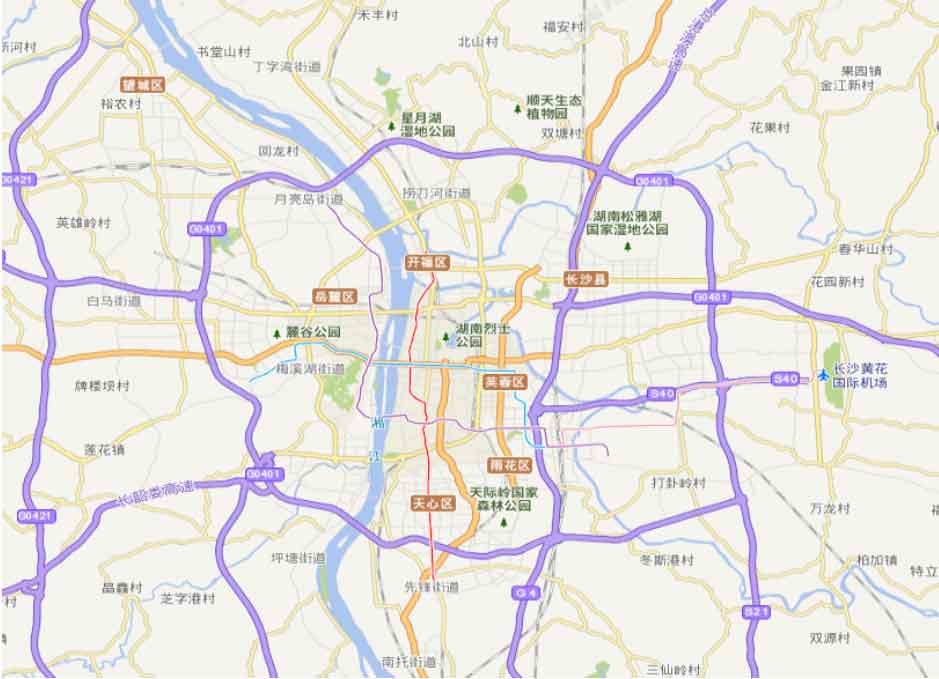 禾丰村
福安村
京港澳高速
新河村
书堂山村
北山村
丁字湾街道
果园镇
金江新村
望城区
裕农村
星月湖
湿地公园
顺天生态
植物园
双塘村
花果村
回龙村
G0421
G0401
月亮岛街道
捞刀河街道
英雄岭村
G0401
湖南松雅湖
国家湿地公园
春华山村
开福区
长沙县
花园新村
白马街道
岳麓区
G0401
麓谷公园
湖南烈士
公园
梅溪湖街道
牌楼坝村
芙蓉区
S40
S40
长沙黄花
国际机场
湘
江
莲花镇
雨花区
G0401
长韶娄高速
打卦岭村
天心区
天际岭国家
森林公园
G0421
万龙村
坪塘街道
冬斯港村
柏加镇
特立
先锋街道
村
芝字港村
G4
S21
双源村
南托街道
三仙岭村